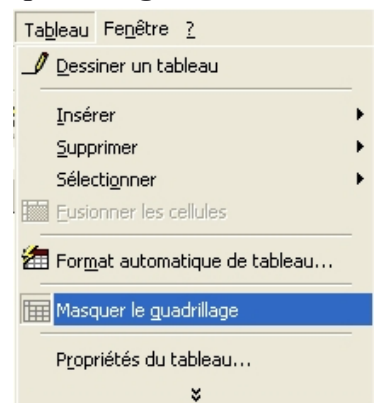 Tableau Fenêtre ?
Dessiner un tableau
Insérer
Supprimer
Sélectionner
Fusionner les cellules
Format automatique de tableau...
Masquer le quadrillage
Propriétés du tableau...